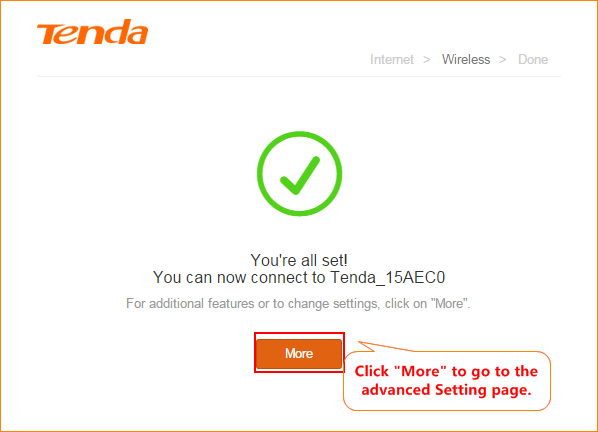 Tenda
Internet > Wireless > Done
You're all set!
You can now connect to Tenda_15AEC0
For additional features or to change settings, click on "More".
More
Click "More" to go to the
advanced Setting page.